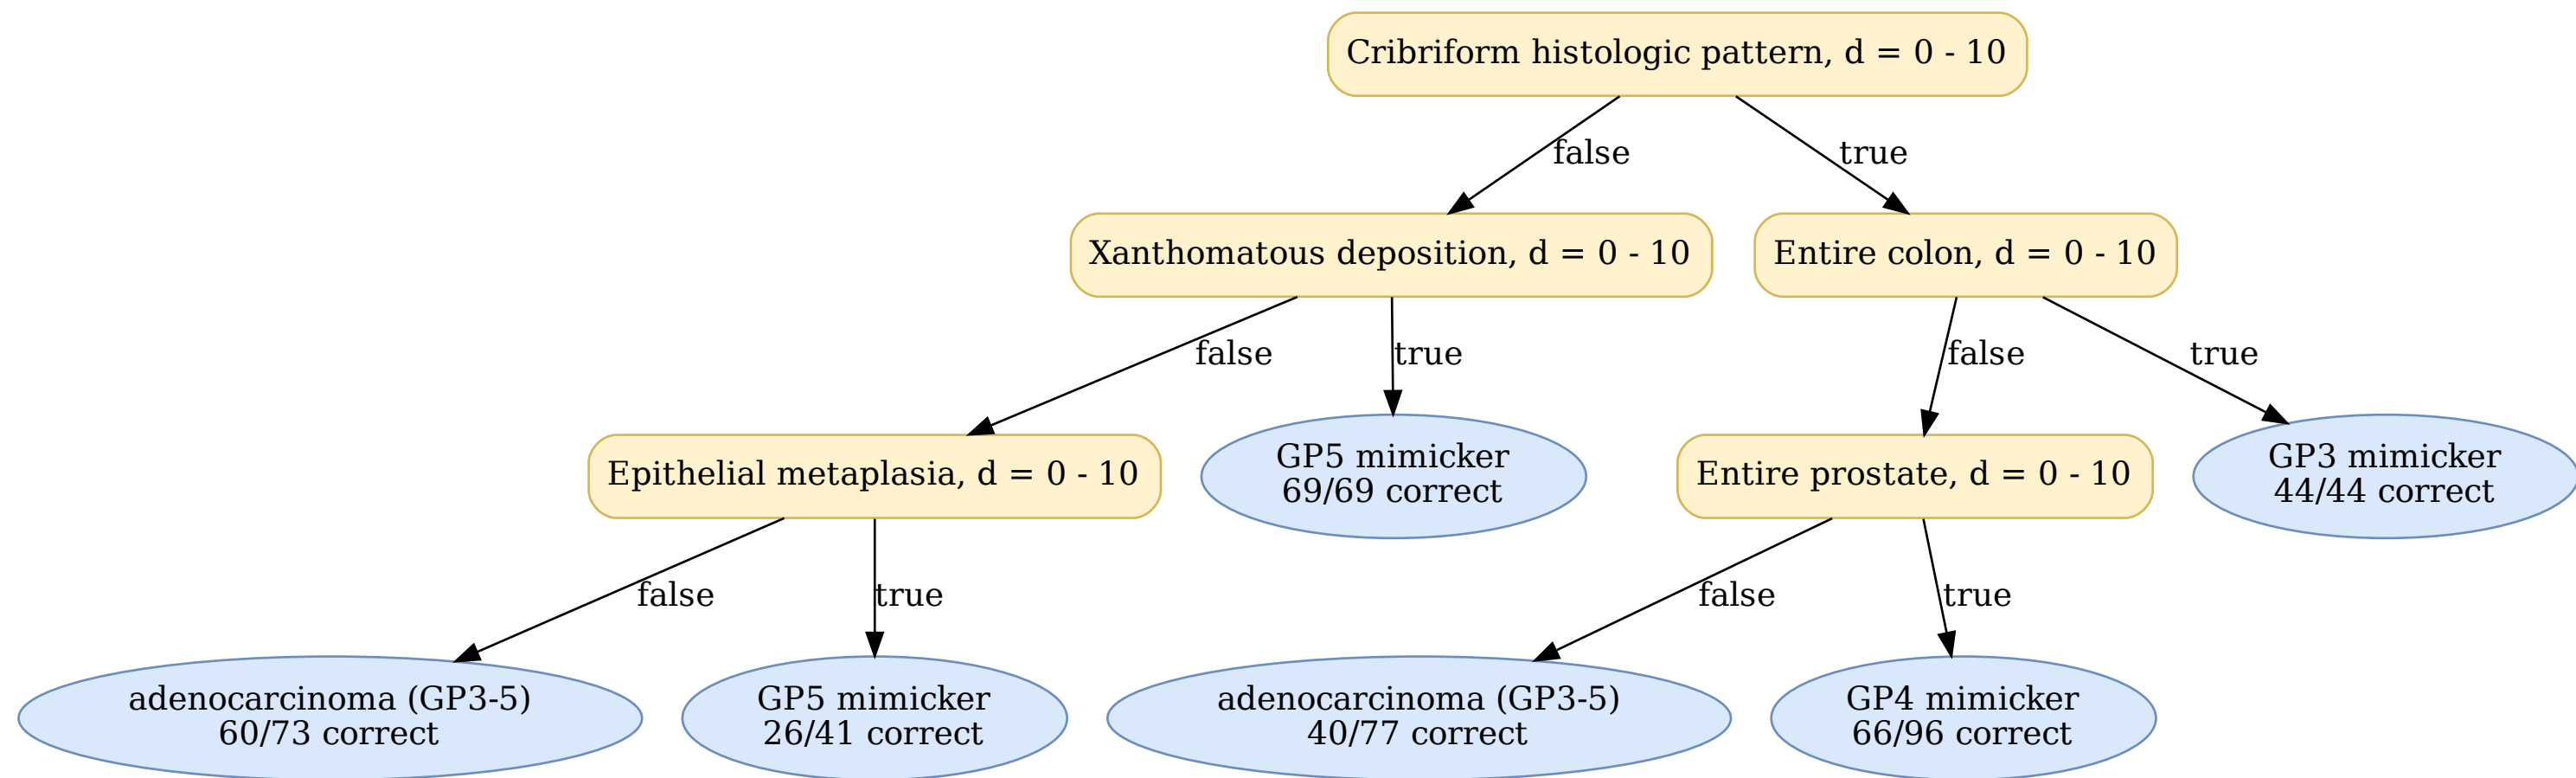 Cribriform histologic pattern, d = 0 - 10
false
true
Xanthomatous deposition, d = 0 - 10
Entire colon, d = 0 - 10
false
true
false
true
Epithelial metaplasia, d = 0 - 10
GP5 mimicker
69/69 correct
Entire prostate, d = 0 - 10
GP3 mimicker
44/44 correct
false
true
false
true
adenocarcinoma (GP3-5)
60/73 correct
GP5 mimicker
26/41 correct
adenocarcinoma (GP3-5)
40/77 correct
GP4 mimicker
66/96 correct